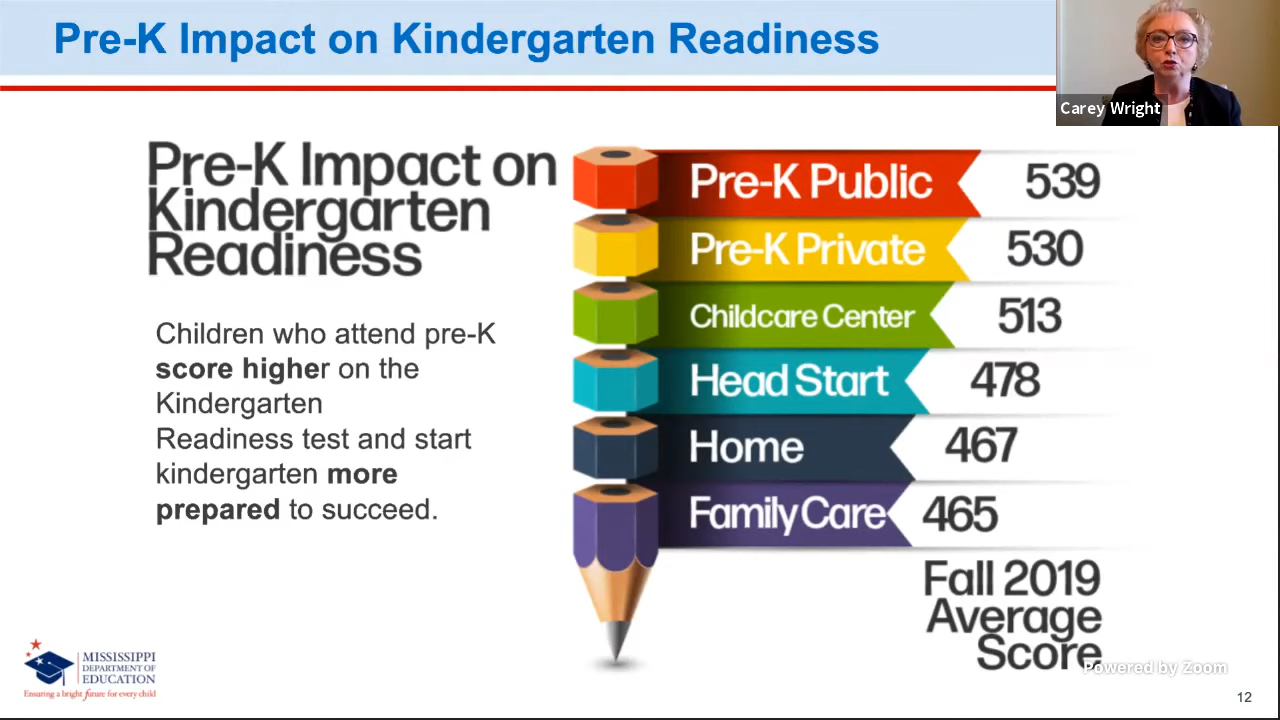 Pre-K Impact on Kindergarten Readiness
Carey Wright
Pre-K Impact on
Kindergarten
Readiness
Children who attend pre-K
score higher on the
Kindergarten
Readiness test and start
kindergarten more
prepared to succeed.
Pre-K Public 539
Pre-K Private 530
Childcare Center 513
Head Start 478
Home 467
Family Care 465
Fall 2019
Average
Score
Powered by Zoom
MISSISSIPPI
DEPARTMENT OF
EDUCATION
Ensuring a bright future for every child
12